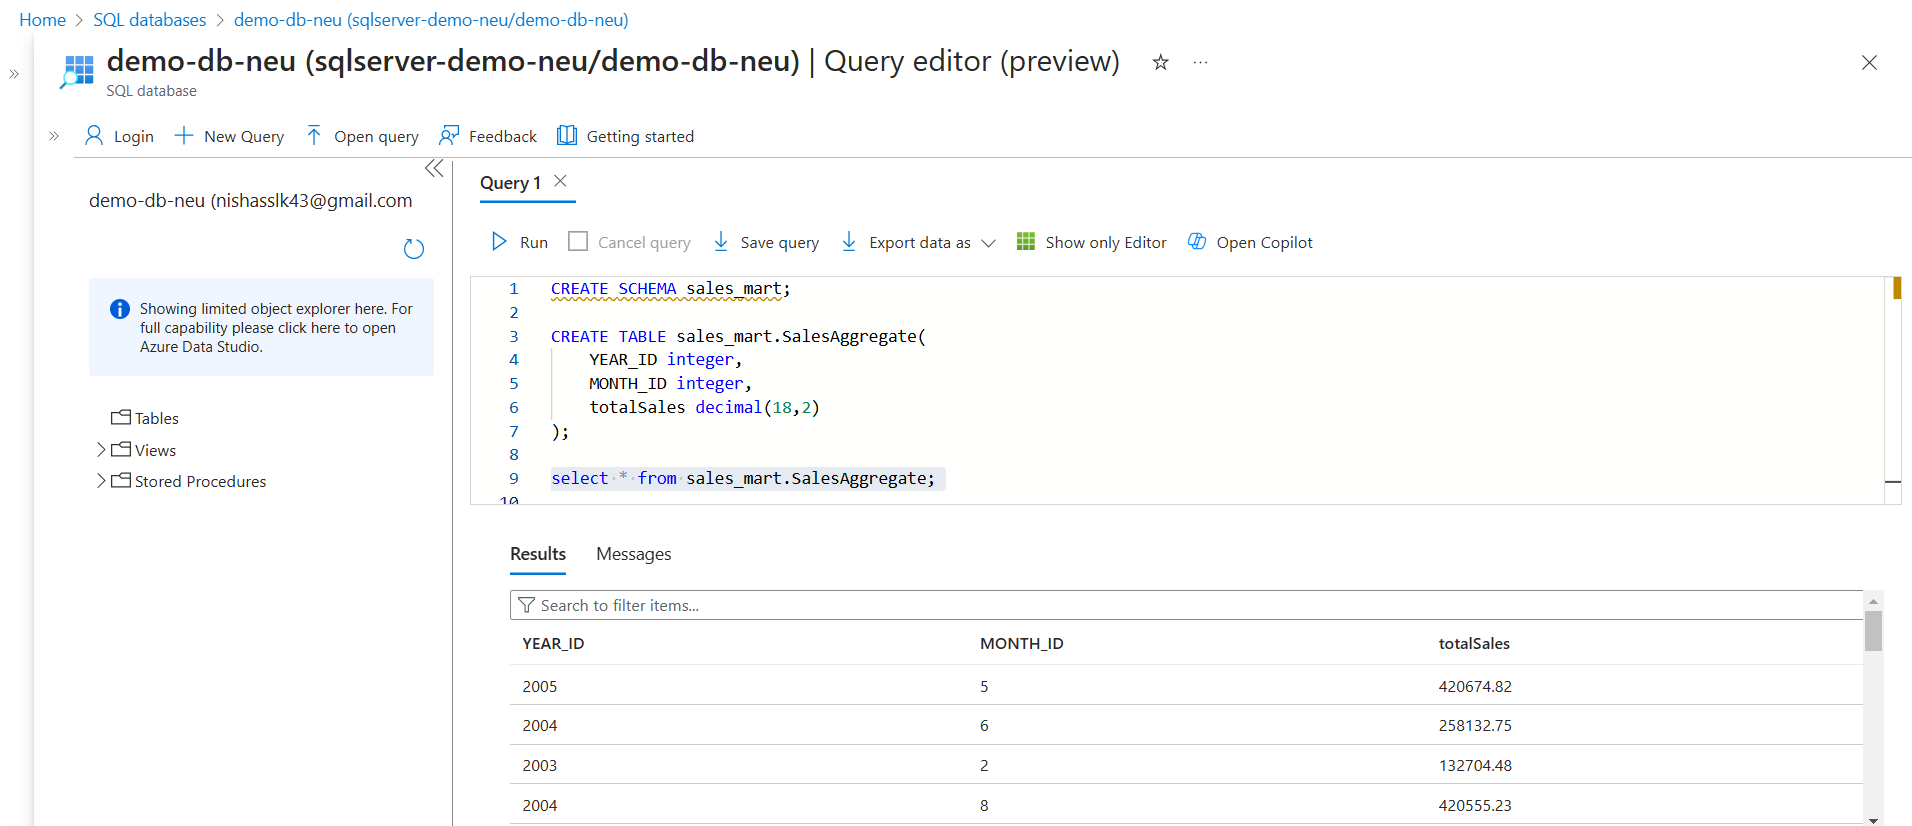 Home > SQL databases > demo-db-neu (sqlserver-demo-neu/demo-db-neu)
demo-db-neu (sqlserver-demo-neu/demo-db-neu) | Query editor (preview)
SQL database
Login New Query Open query Feedback Getting started
demo-db-neu (nishasslk43@gmail.com
Showing limited object explorer here. For
full capability please click here to open
Azure Data Studio.
Tables
Views
Stored Procedures
Query 1
Run Cancel query Save query Export data as Show only Editor Open Copilot
1 CREATE SCHEMA sales_mart;
2
3 CREATE TABLE sales_mart.SalesAggregate(
4 YEAR_ID integer,
5 MONTH_ID integer,
6 totalSales decimal(18,2)
7 );
8
9 select * from sales_mart.SalesAggregate;
10
Results Messages
Search to filter items...
YEAR_ID MONTH_ID totalSales
2005 5 420674.82
2004 6 258132.75
2003 2 132704.48
2004 8 420555.23